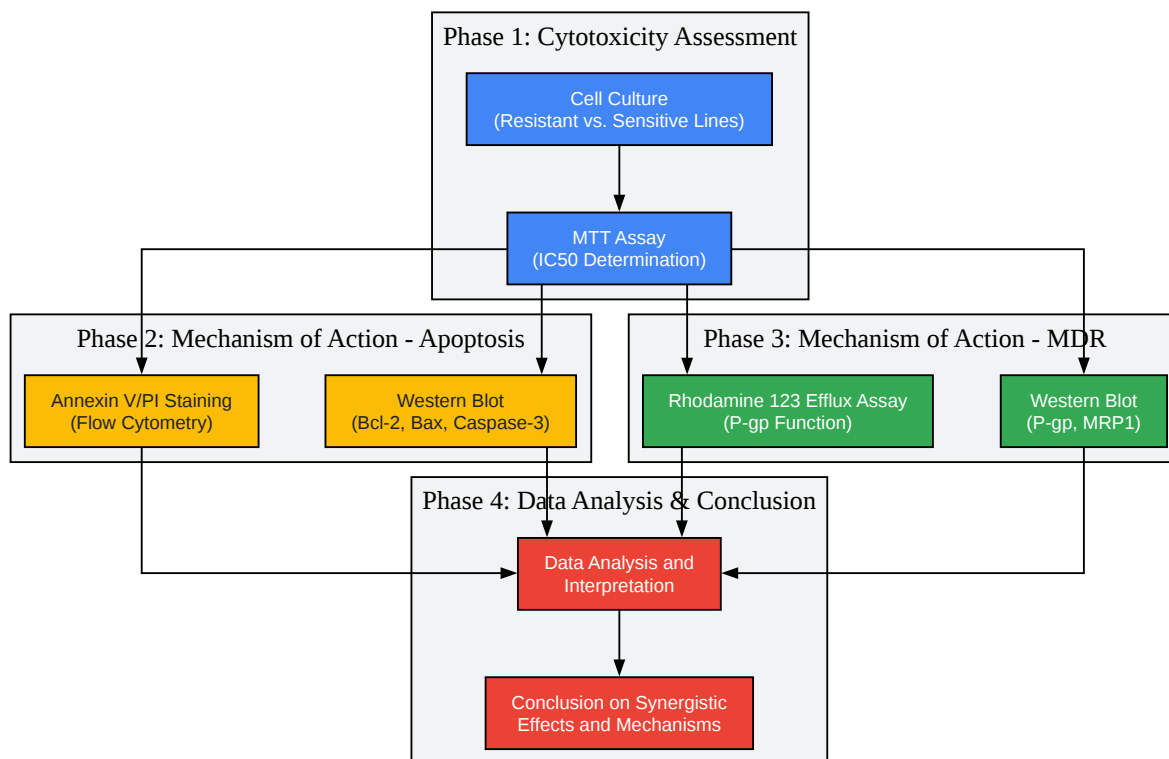 Phase 1: Cytotoxicity Assessment
Cell Culture
(Resistant vs. Sensitive Lines)
MTT Assay
(IC50 Determination)
Phase 2: Mechanism of Action - Apoptosis
Annexin V/PI Staining
(Flow Cytometry)
Western Blot
(Bcl-2, Bax, Caspase-3)
Phase 3: Mechanism of Action - MDR
Rhodamine 123 Efflux Assay
(P-gp Function)
Western Blot
(P-gp, MRP1)
Phase 4: Data Analysis & Conclusion
Data Analysis and
Interpretation
Conclusion on Synergistic
Effects and Mechanisms